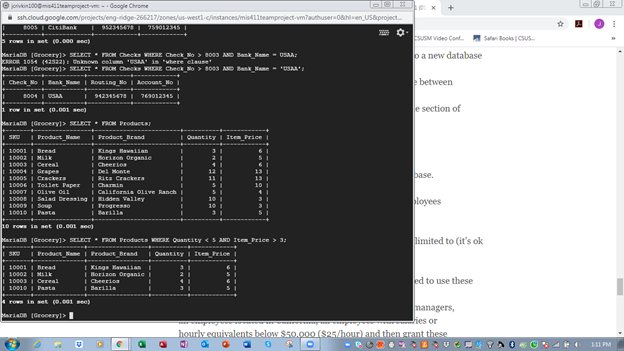 mis411teamproject-vm: ~ - Google Chrome
ssh.cloud.google.com/projects/eng-ridge-266217/zones/us-west1-c/instances/mis411teamproject-vm?authuser=0&hl=en_US&project...
| 8005 | CitiBank | 952345678 | 759012345 |
5 rows in set (0.000 sec)
MariaDB [Grocery]> SELECT * FROM Checks WHERE Check_No > 8003 AND Bank_Name = USAA;
ERROR 1054 (42S22): Unknown column 'USAA' in 'where clause'
MariaDB [Grocery]> SELECT * FROM Checks WHERE Check_No > 8003 AND Bank_Name = 'USAA';
| Check_No | Bank_Name | Routing_No | Account_No |
| 8004 | USAA | 942345678 | 769012345 |
1 row in set (0.001 sec)
MariaDB [Grocery]> SELECT * FROM Products;
| SKU | Product_Name | Product_Brand | Quantity | Item_Price |
| 10001 | Bread | Kings Hawaiian | 3 | 6 |
| 10002 | Milk | Horizon Organic | 2 | 5 |
| 10003 | Cereal | Cheerios | 4 | 6 |
| 10004 | Grapes | Del Monte | 12 | 13 |
| 10005 | Crackers | Ritz Crackers | 11 | 13 |
| 10006 | Toilet Paper | Charmin | 5 | 10 |
| 10007 | Olive Oil | California Olive Ranch | 5 | 4 |
| 10008 | Salad Dressing | Hidden Valley | 10 | 3 |
| 10009 | Soup | Progresso | 10 | 3 |
| 10010 | Pasta | Barilla | 3 | 5 |
10 rows in set (0.001 sec)
MariaDB [Grocery]> SELECT * FROM Products WHERE Quantity < 5 AND Item_Price > 3;
| SKU | Product_Name | Product_Brand | Quantity | Item_Price |
| 10001 | Bread | Kings Hawaiian | 3 | 6 |
| 10002 | Milk | Horizon Organic | 2 | 5 |
| 10003 | Cereal | Cheerios | 4 | 6 |
| 10010 | Pasta | Barilla | 3 | 5 |
4 rows in set (0.001 sec)
MariaDB [Grocery]>
CSUSM Video Conf...
Safari Books | CSUS...
o a new database
e between
e section of
base.
ployees
limited to (it's ok
ed to use these
managers,
hourly equivalents below $50,000 ($25/hour) and then grant these
1:11 PM